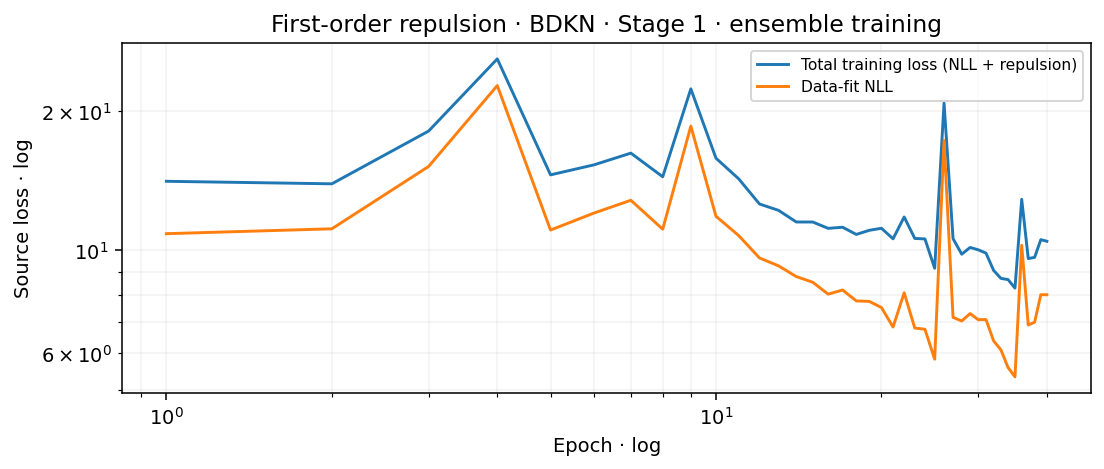 First-order repulsion · BDKN · Stage 1 · ensemble training
Total training loss (NLL + repulsion)
Data-fit NLL
Source loss · log
2 × 10¹
10¹
6 × 10⁰
10⁰
10¹
Epoch · log